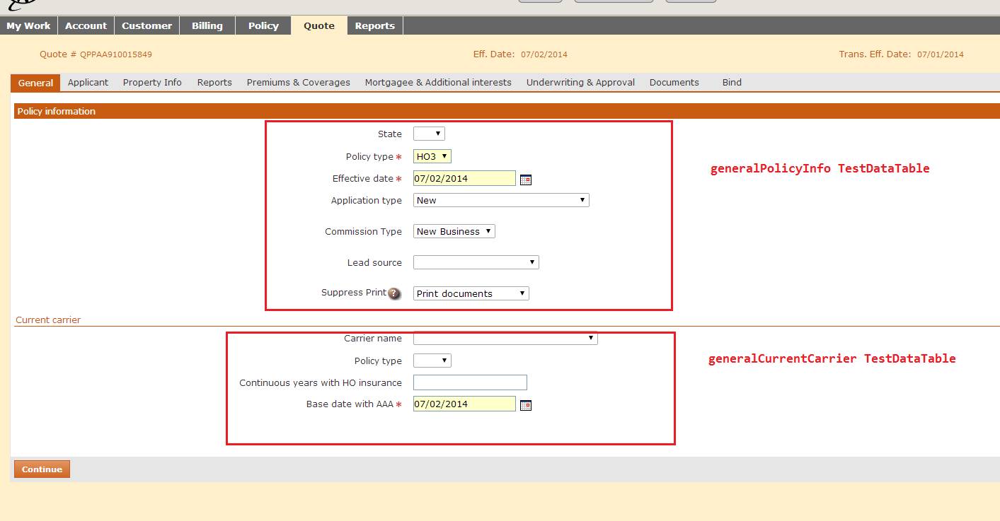 My Work Account Customer Billing Policy Quote Reports
Quote # QPPAA910015849 Eff. Date: 07/02/2014 Trans. Eff. Date: 07/01/2014
General Applicant Property Info Reports Premiums & Coverages Mortgagee & Additional interests Underwriting & Approval Documents Bind
Policy information
State
Policy type * HO3
generalPolicyInfo TestDataTable
Effective date * 07/02/2014
Application type New
Commission Type New Business
Lead source
Suppress Print ? Print documents
Current carrier
Carrier name
Policy type
generalCurrentCarrier TestDataTable
Continuous years with HO insurance
Base date with AAA * 07/02/2014
Continue